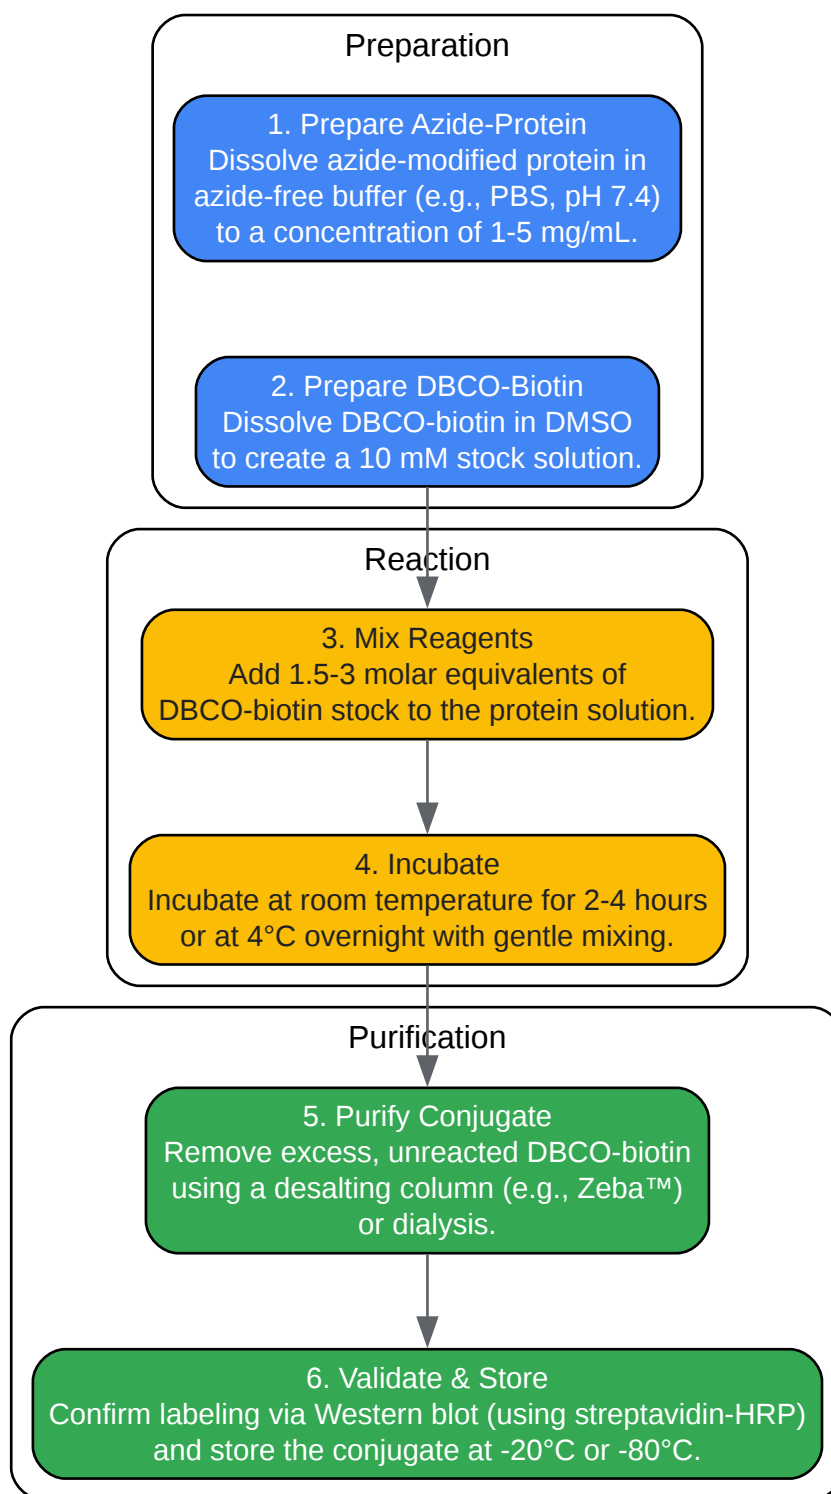 Preparation
1. Prepare Azide-Protein
Dissolve azide-modified protein in
azide-free buffer (e.g., PBS, pH 7.4)
to a concentration of 1-5 mg/mL.
2. Prepare DBCO-Biotin
Dissolve DBCO-biotin in DMSO
to create a 10 mM stock solution.
Reaction
3. Mix Reagents
Add 1.5-3 molar equivalents of
DBCO-biotin stock to the protein solution.
4. Incubate
Incubate at room temperature for 2-4 hours
or at 4°C overnight with gentle mixing.
Purification
5. Purify Conjugate
Remove excess, unreacted DBCO-biotin
using a desalting column (e.g., Zeba™)
or dialysis.
6. Validate & Store
Confirm labeling via Western blot (using streptavidin-HRP)
and store the conjugate at -20°C or -80°C.